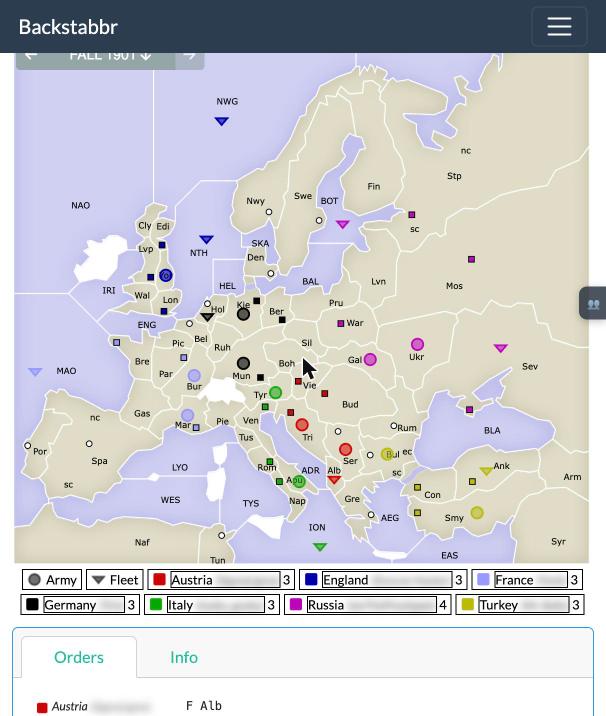 Backstabbr
← FALL 1901 ↓ →
NWG
nc
Stp
Fin
Swe
BOT
Nwy
NAO
Cly Edi
sc
SKA
Lvp
NTH
Den
Mos
Lvn
BAL
HEL
IRI
Wal
Lon
Kie
Pru
Hol
Ber
War
ENG
Bel
Pic
Ruh
Sil
Ukr
Gal
Boh
Bre
Par
Mun
Sev
MAO
Vie
Bur
Tyr
Bud
Gas
nc
Mar
Pie
Ven
Tri
Rum
BLA
Tus
Por
Spa
Ser
Bul ec
LYO
Rom
ADR
Alb
sc
Ank
Arm
sc
Apu
Con
WES
Nap
Gre
TYS
Smy
AEG
ION
Naf
Syr
EAS
Tun
Army Fleet Austria 3 England 3 France 3
Germany 3 Italy 3 Russia 4 Turkey 3
Orders Info
Austria F Alb